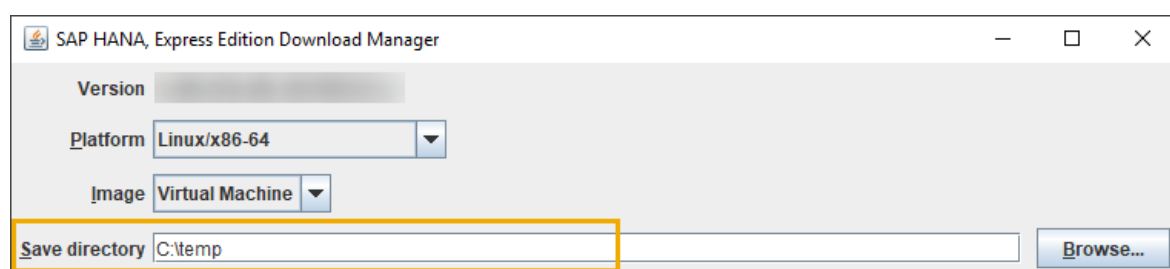 SAP HANA, Express Edition Download Manager
Version
Platform Linux/x86-64
Image Virtual Machine
Save directory C:\temp Browse...